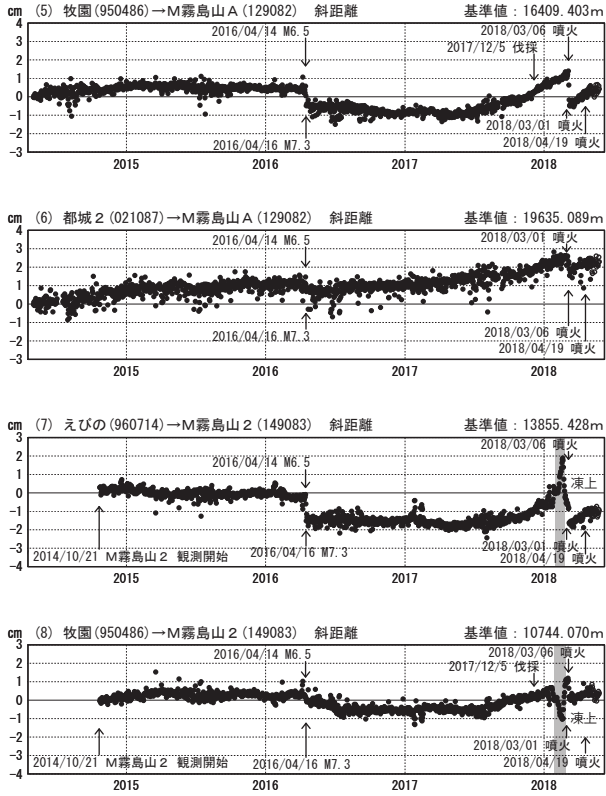 cm (5) 牧園(950486)→M霧島山A(129082) 斜距離 基準値：16409.403m
4
3
2
1
0
-1
-2
-3
2016/04/14 M6.5
2016/04/16 M7.3
2018/03/06 噴火
2017/12/5 伐採
2018/03/01 噴火
2018/04/19 噴火
2015 2016 2017 2018
cm (6) 都城2(021087)→M霧島山A(129082) 斜距離 基準値：19635.089m
4
3
2
1
0
-1
-2
-3
2016/04/14 M6.5
2016/04/16 M7.3
2018/03/01 噴火
2018/03/06 噴火
2018/04/19 噴火
2015 2016 2017 2018
cm (7) えびの(960714)→M霧島山2(149083) 斜距離 基準値：13855.428m
3
2
1
0
-1
-2
-3
-4
2016/04/14 M6.5
2018/03/06 噴火
凍上
2014/10/21 M霧島山2 観測開始
2016/04/16 M7.3
2018/03/01 噴火
2018/04/19 噴火
2015 2016 2017 2018
cm (8) 牧園(950486)→M霧島山2(149083) 斜距離 基準値：10744.070m
3
2
1
0
-1
-2
-3
-4
2016/04/14 M6.5
2018/03/06 噴火
2017/12/5 伐採
凍上
2018/03/01 噴火
2014/10/21 M霧島山2 観測開始
2016/04/16 M7.3
2018/04/19 噴火
2015 2016 2017 2018